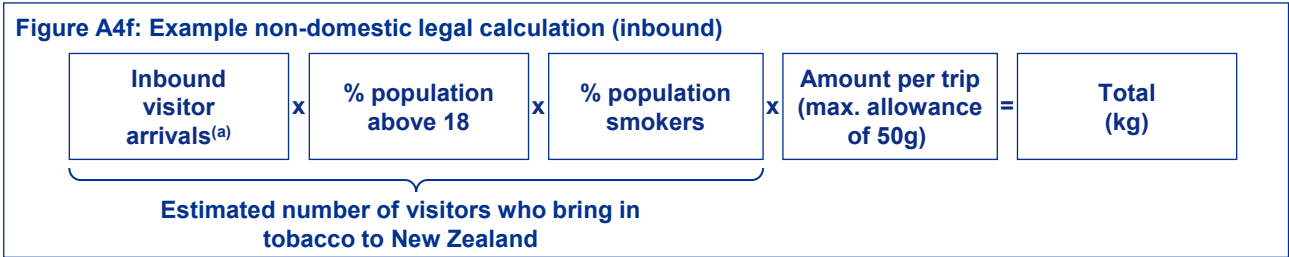 Figure A4f: Example non-domestic legal calculation (inbound)
Inbound
visitor
arrivals(a)
x
% population
above 18
x
% population
smokers
x
Amount per trip
(max. allowance
of 50g)
=
Total
(kg)
Estimated number of visitors who bring in
tobacco to New Zealand